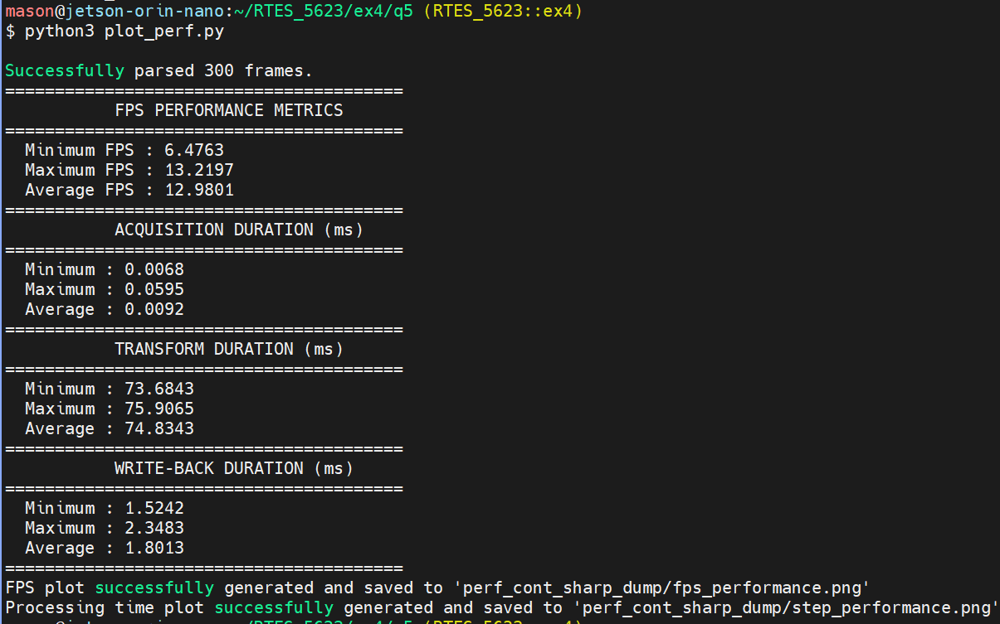 mason@jetson-orin-nano:~/RTES_5623/ex4/q5 (RTES_5623::ex4)
$ python3 plot_perf.py
Successfully parsed 300 frames.
========================================
           FPS PERFORMANCE METRICS
========================================
  Minimum FPS : 6.4763
  Maximum FPS : 13.2197
  Average FPS : 12.9801
========================================
           ACQUISITION DURATION (ms)
========================================
  Minimum : 0.0068
  Maximum : 0.0595
  Average : 0.0092
========================================
           TRANSFORM DURATION (ms)
========================================
  Minimum : 73.6843
  Maximum : 75.9065
  Average : 74.8343
========================================
           WRITE-BACK DURATION (ms)
========================================
  Minimum : 1.5242
  Maximum : 2.3483
  Average : 1.8013
========================================
FPS plot successfully generated and saved to 'perf_cont_sharp_dump/fps_performance.png'
Processing time plot successfully generated and saved to 'perf_cont_sharp_dump/step_performance.png'